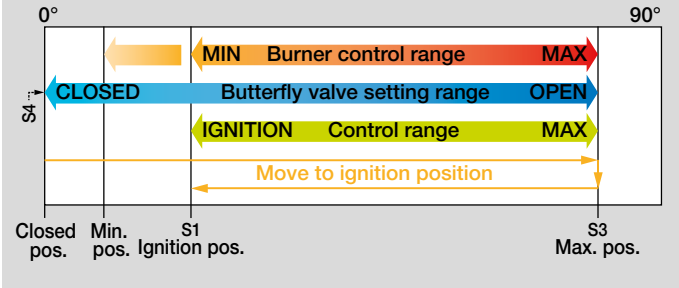 0° 90°
MIN Burner control range MAX
S4 CLOSED Butterfly valve setting range OPEN
IGNITION Control range MAX
Move to ignition position
Closed pos.
Min. pos.
S1 Ignition pos.
S3 Max. pos.